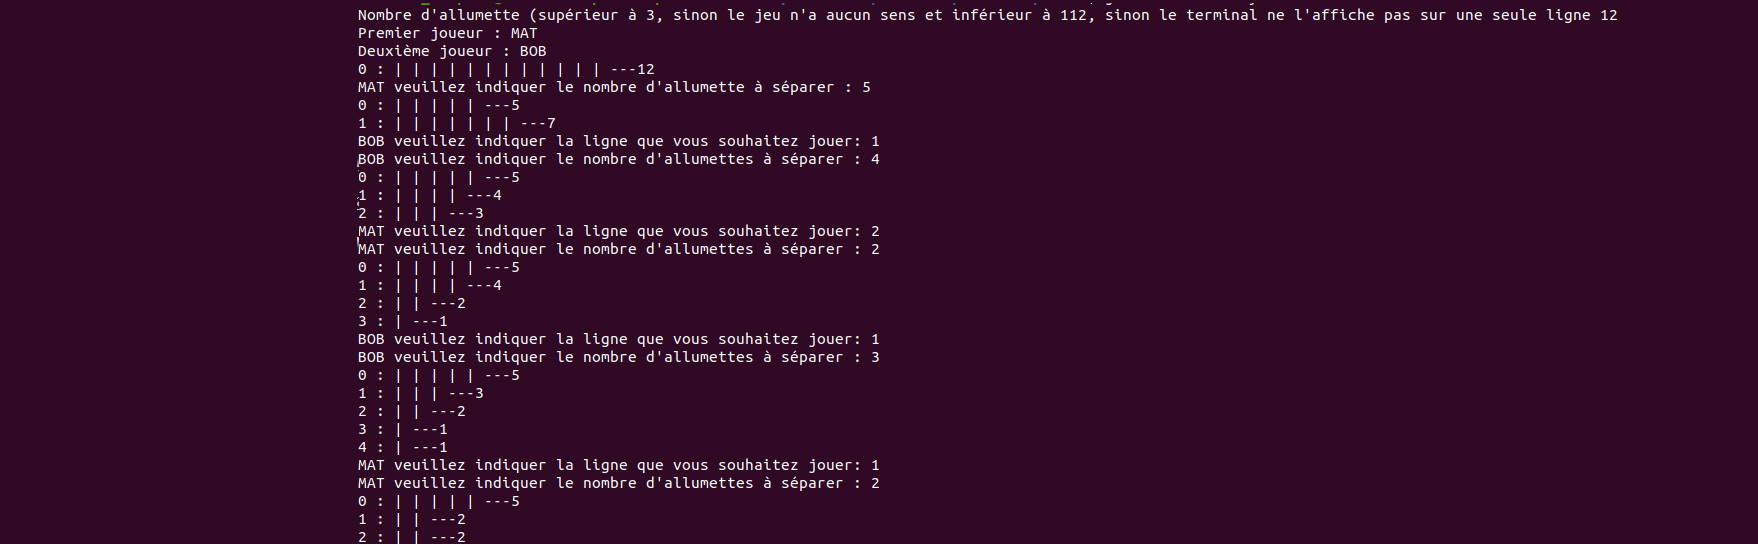 Nombre d'allumette (supérieur à 3, sinon le jeu n'a aucun sens et inférieur à 112, sinon le terminal ne l'affiche pas sur une seule ligne 12
Premier joueur : MAT
Deuxième joueur : BOB
0 : | | | | | | | | | | | | ---12
MAT veuillez indiquer le nombre d'allumette à séparer : 5
0 : | | | | | ---5
1 : | | | | | | | ---7
BOB veuillez indiquer la ligne que vous souhaitez jouer: 1
BOB veuillez indiquer le nombre d'allumettes à séparer : 4
0 : | | | | | ---5
1 : | | | | ---4
2 : | | | ---3
MAT veuillez indiquer la ligne que vous souhaitez jouer: 2
MAT veuillez indiquer le nombre d'allumettes à séparer : 2
0 : | | | | | ---5
1 : | | | | ---4
2 : | | ---2
3 : | ---1
BOB veuillez indiquer la ligne que vous souhaitez jouer: 1
BOB veuillez indiquer le nombre d'allumettes à séparer : 3
0 : | | | | | ---5
1 : | | | ---3
2 : | | ---2
3 : | ---1
4 : | ---1
MAT veuillez indiquer la ligne que vous souhaitez jouer: 1
MAT veuillez indiquer le nombre d'allumettes à séparer : 2
0 : | | | | | ---5
1 : | | ---2
2 : | | ---2